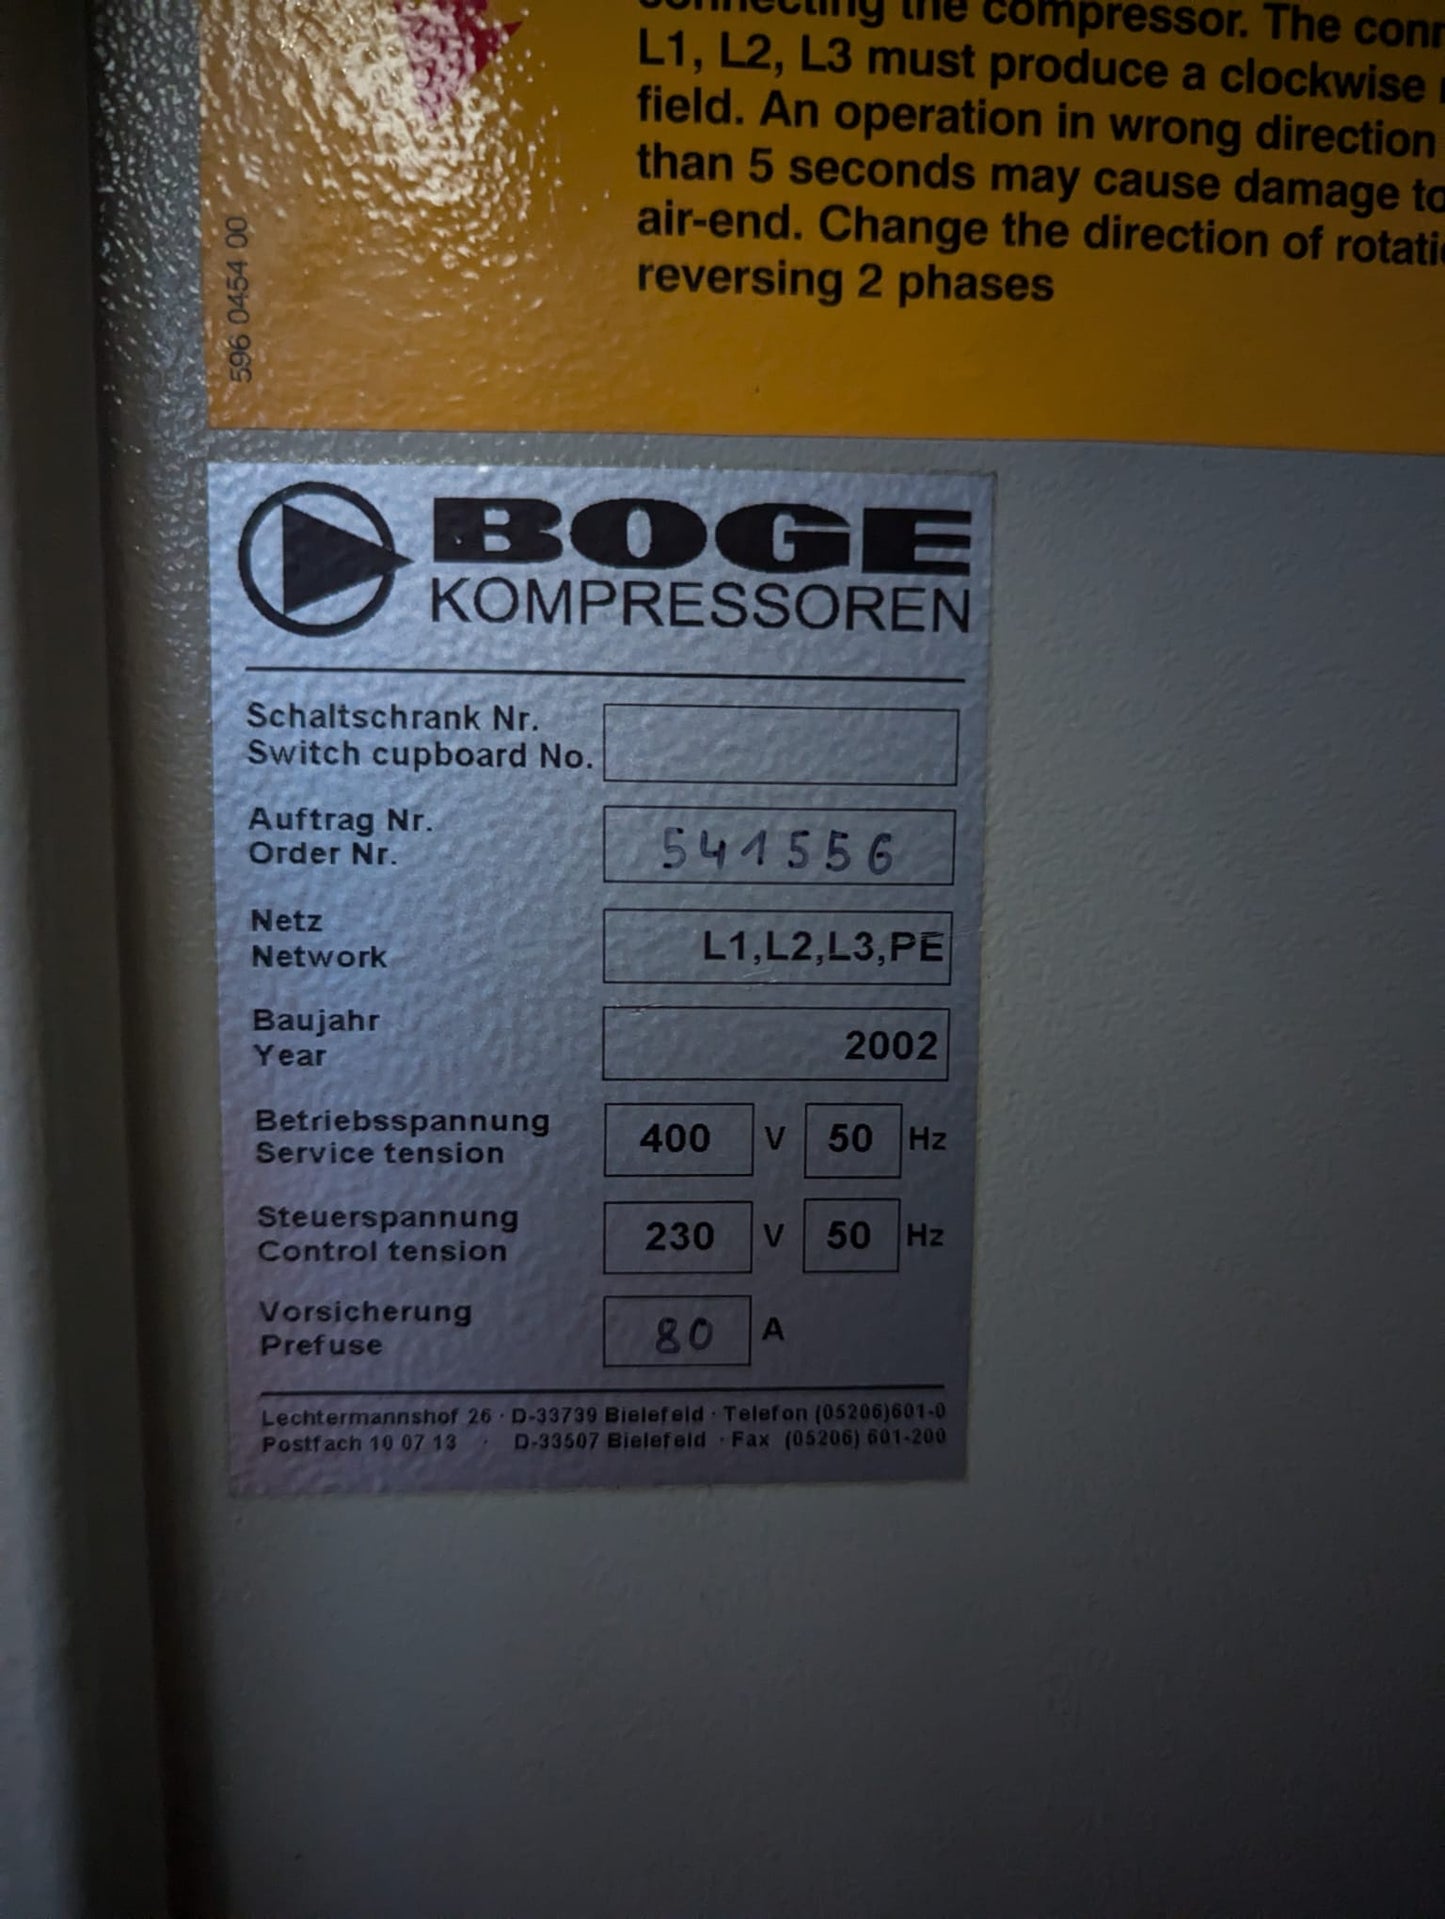 the compressor. The
L1, L2, L3 must produce a clockwise
field. An operation in wrong direction
than 5 seconds may cause damage to
air-end. Change the direction of
reversing 2 phases
596 0454 00
BOGE
KOMPRESSOREN
Schaltschrank Nr.
Switch cupboard No.
Auftrag Nr.
Order Nr.
541556
Netz
Network
L1,L2,L3,PE
Baujahr
Year
2002
Betriebsspannung
Service tension
400 V 50 Hz
Steuerspannung
Control tension
230 V 50 Hz
Vorsicherung
Prefuse
80 A
Lechtermannshof 26 · D-33739 Bielefeld · Telefon (05206)601-0
Postfach 10 07 13 · D-33507 Bielefeld · Fax (05206) 601-200